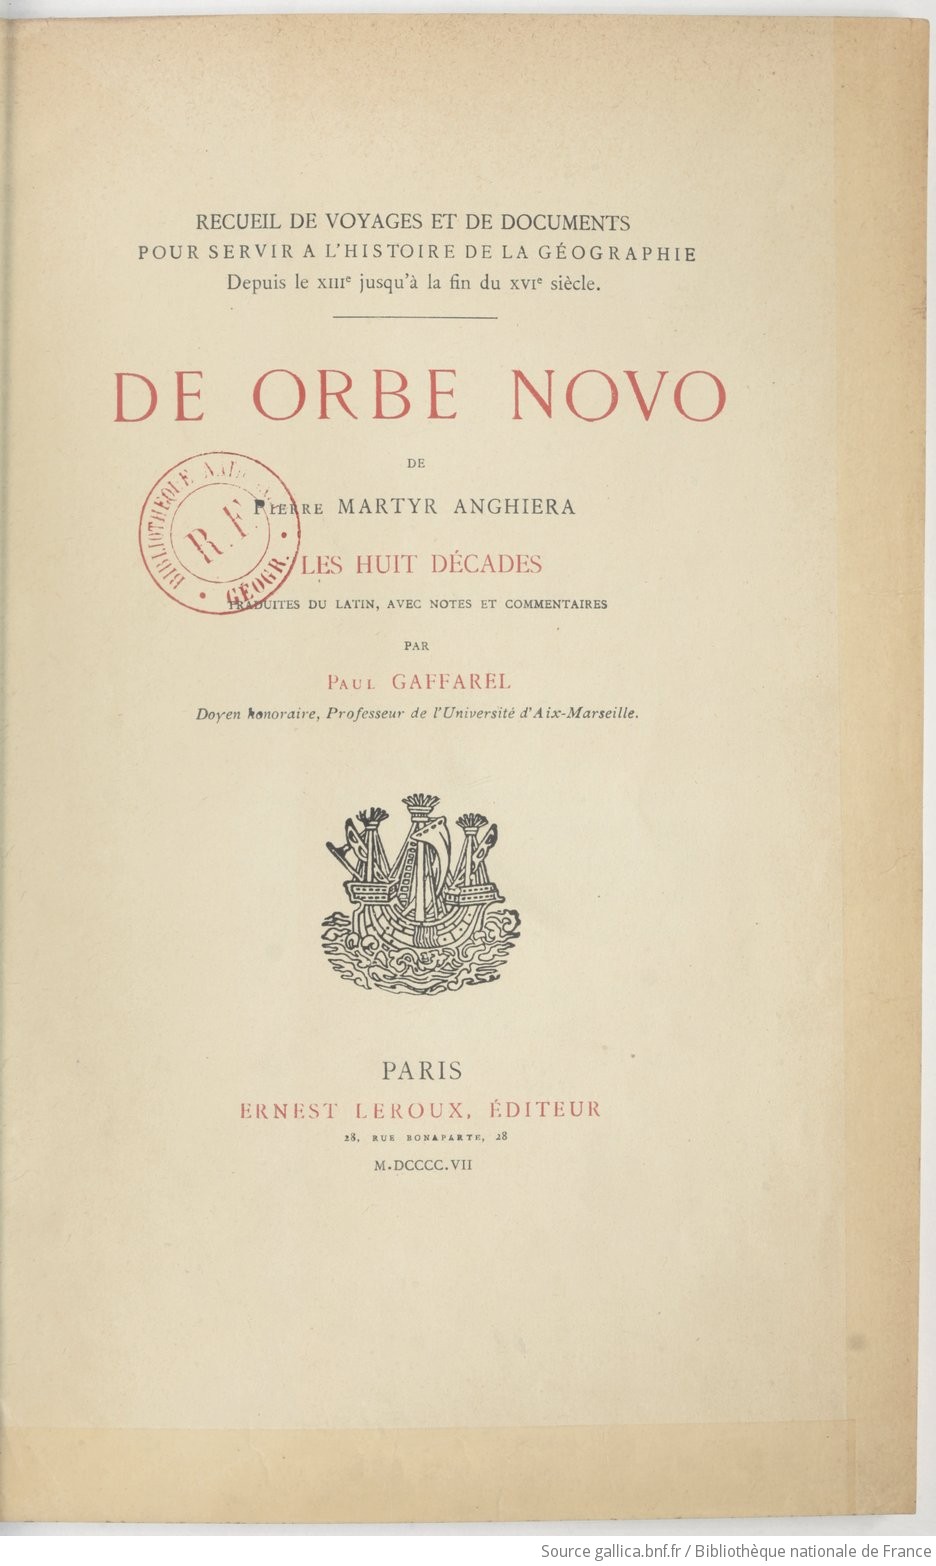 RECUEIL DE VOYAGES ET DE DOCUMENTS
POUR SERVIR A L'HISTOIRE DE LA GÉOGRAPHIE
Depuis le XIIIe jusqu'à la fin du XVIe siècle.
DE ORBE NOVO
DE
PIERRE MARTYR ANGHIERA
LES HUIT DÉCADES
TRADUITES DU LATIN, AVEC NOTES ET COMMENTAIRES
PAR
PAUL GAFFAREL
Doyen honoraire, Professeur de l'Université d'Aix-Marseille.
BIBLIOTHÈQUE NATIONALE
R.F.
GÉOGR.
PARIS
ERNEST LEROUX, ÉDITEUR
28, RUE BONAPARTE, 28
M.DCCCC.VII
Source gallica.bnf.fr / Bibliothèque nationale de France